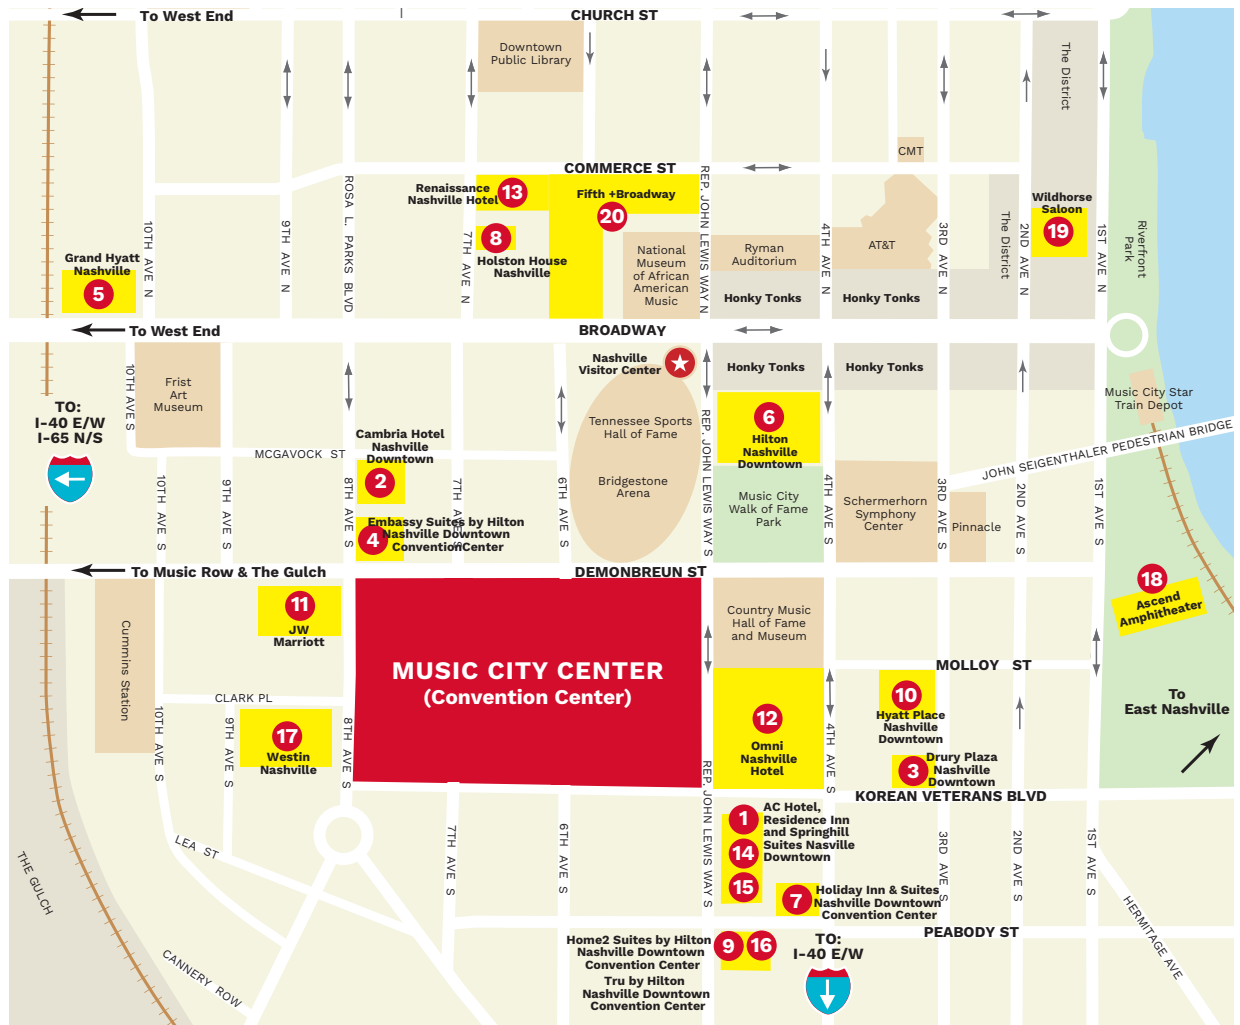 To West End
CHURCH ST
Downtown
Public Library
The District
CMT
COMMERCE ST
Renaissance
Nashville Hotel
13
Fifth +Broadway
20
Wildhorse
Saloon
19
ROSA L. PARKS BLVD
REP. JOHN LEWIS WAY N
10TH AVE N
9TH AVE N
7TH AVE N
4TH AVE N
3RD AVE N
The District
2ND AVE N
1ST AVE N
Riverfront
Park
8
Holston House
Nashville
National
Museum
of African
American
Music
Ryman
Auditorium
AT&T
Grand Hyatt
Nashville
5
Honky Tonks
Honky Tonks
To West End
BROADWAY
Nashville
Visitor Center
Honky Tonks
Honky Tonks
10TH AVE S
Frist
Art
Museum
TO:
I-40 E/W
I-65 N/S
Music City Star
Train Depot
Tennessee Sports
Hall of Fame
Bridgestone
Arena
6
Hilton
Nashville
Downtown
JOHN SEIGENTHALER PEDESTRIAN BRIDGE
MCGAVOCK ST
Cambria Hotel
Nashville
Downtown
2
10TH AVE S
9TH AVE S
8TH AVE S
7TH AVE S
6TH AVE S
REP. JOHN LEWIS WAY S
Music City
Walk of Fame
Park
4TH AVE S
Schermerhorn
Symphony
Center
3RD AVE S
Pinnacle
2ND AVE S
1ST AVE S
4
Embassy Suites by Hilton
Nashville Downtown
Convention Center
To Music Row & The Gulch
DEMONBREUN ST
18
Ascend
Amphitheater
11
JW
Marriott
Cummins Station
Country Music
Hall of Fame
and Museum
MOLLOY ST
MUSIC CITY CENTER
(Convention Center)
CLARK PL
10
Hyatt Place
Nashville
Downtown
To
East Nashville
10TH AVE S
9TH AVE S
17
Westin
Nashville
8TH AVE S
12
Omni
Nashville
Hotel
4TH AVE S
3
Drury Plaza
Nashville
Downtown
KOREAN VETERANS BLVD
REP. JOHN LEWIS WAY S
1
14
15
AC Hotel,
Residence Inn
and Springhill
Suites Nasville
Downtown
LEA ST
7TH AVE S
6TH AVE S
3RD AVE S
2ND AVE S
1ST AVE S
THE GULCH
7
Holiday Inn & Suites
Nashville Downtown
Convention Center
HERMITAGE AVE
PEABODY ST
CANNERY ROW
Home2 Suites by Hilton
Nashville Downtown
Convention Center
9
16
Tru by Hilton
Nashville Downtown
Convention Center
TO:
I-40 E/W